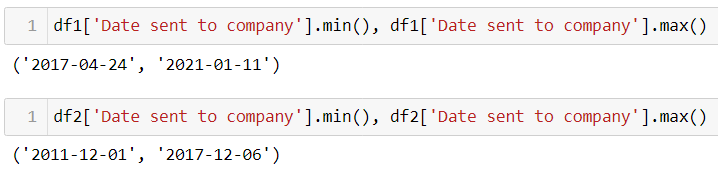 1 df1['Date sent to company'].min(), df1['Date sent to company'].max()
('2017-04-24', '2021-01-11')
1 df2['Date sent to company'].min(), df2['Date sent to company'].max()
('2011-12-01', '2017-12-06')